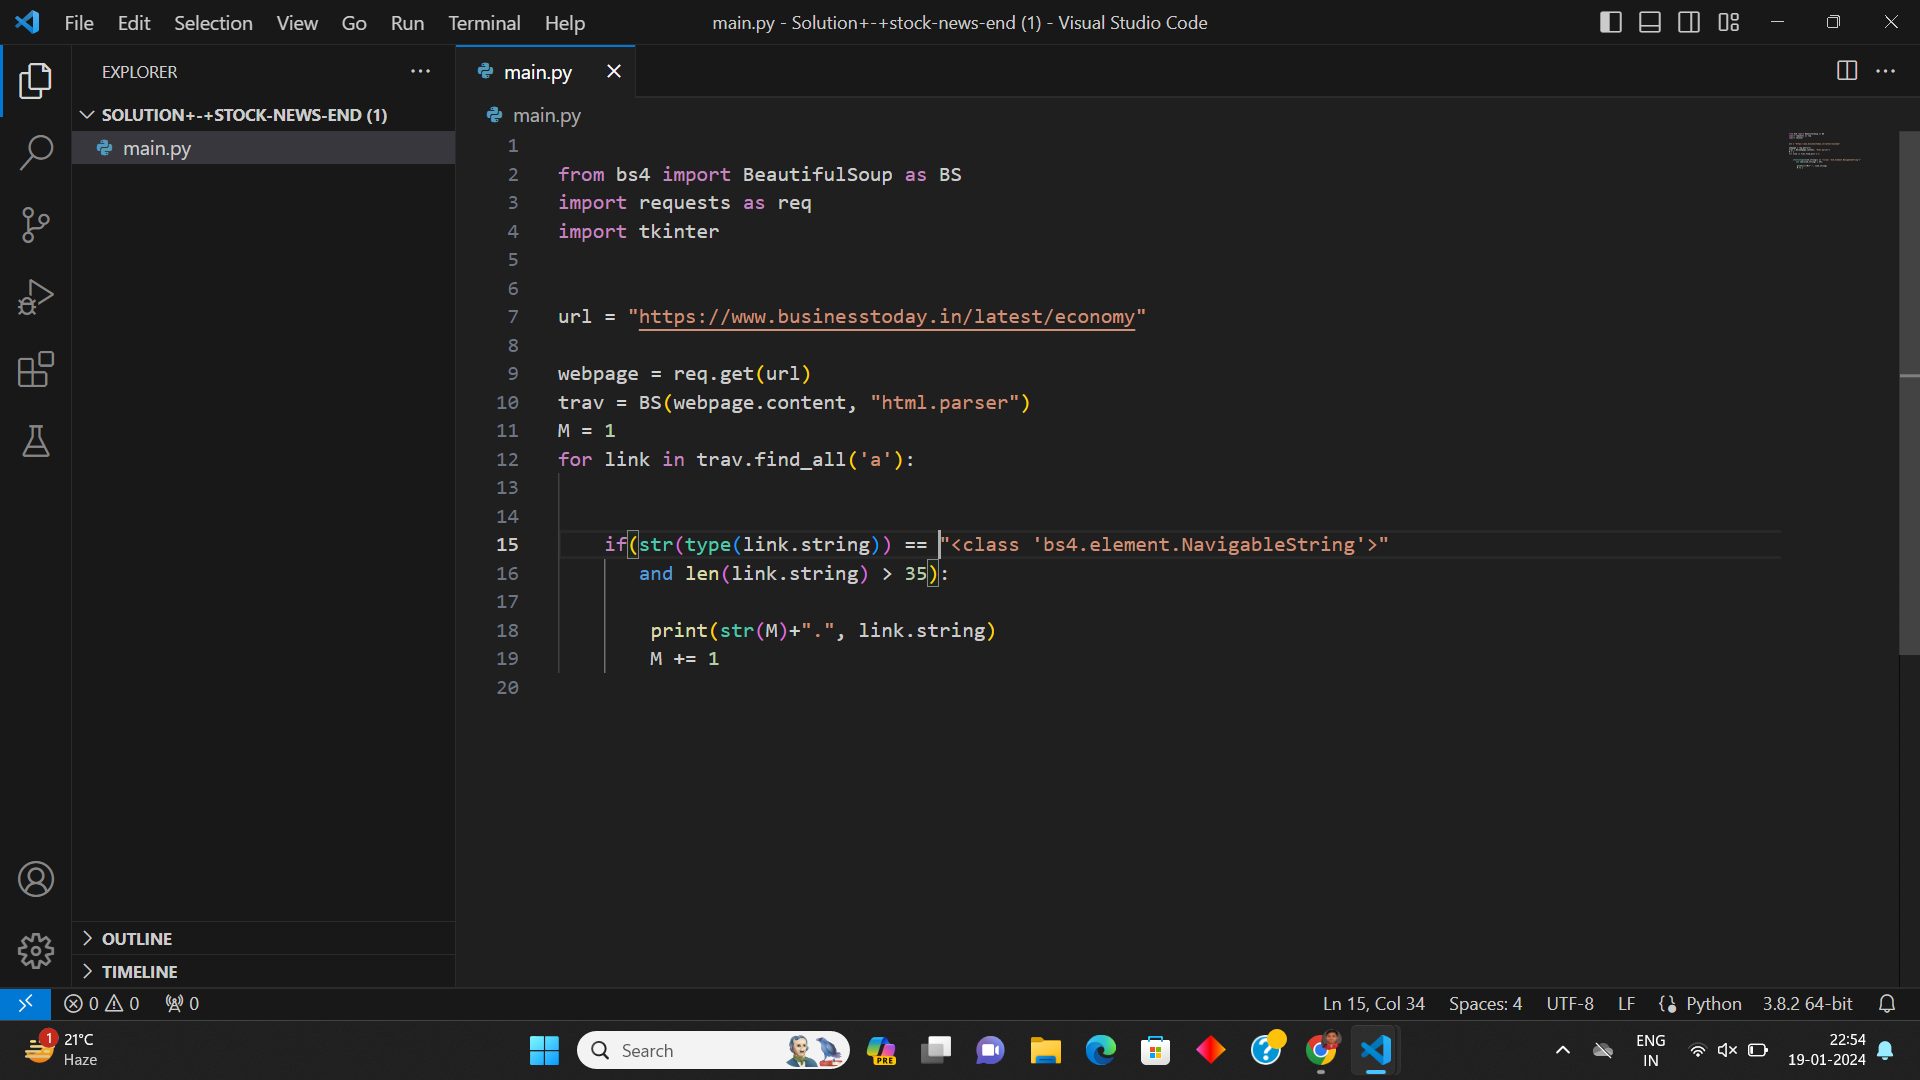 File Edit Selection View Go Run Terminal Help
main.py - Solution+-+stock-news-end (1) - Visual Studio Code
EXPLORER
SOLUTION+-+STOCK-NEWS-END (1)
main.py
main.py
main.py
1
2 from bs4 import BeautifulSoup as BS
3 import requests as req
4 import tkinter
5
6
7 url = "https://www.businesstoday.in/latest/economy"
8
9 webpage = req.get(url)
10 trav = BS(webpage.content, "html.parser")
11 M = 1
12 for link in trav.find_all('a'):
13
14
15 if(str(type(link.string)) == "<class 'bs4.element.NavigableString'>"
16 and len(link.string) > 35):
17
18 print(str(M)+".", link.string)
19 M += 1
20
OUTLINE
TIMELINE
0 0 0
Ln 15, Col 34 Spaces: 4 UTF-8 LF Python 3.8.2 64-bit
1
21°C
Haze
Search
PRE
ENG
IN
22:54
19-01-2024